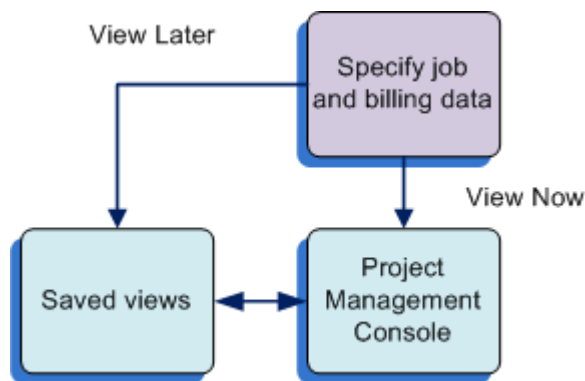 View Later
Specify job
and billing data
View Now
Saved views
Project
Management
Console